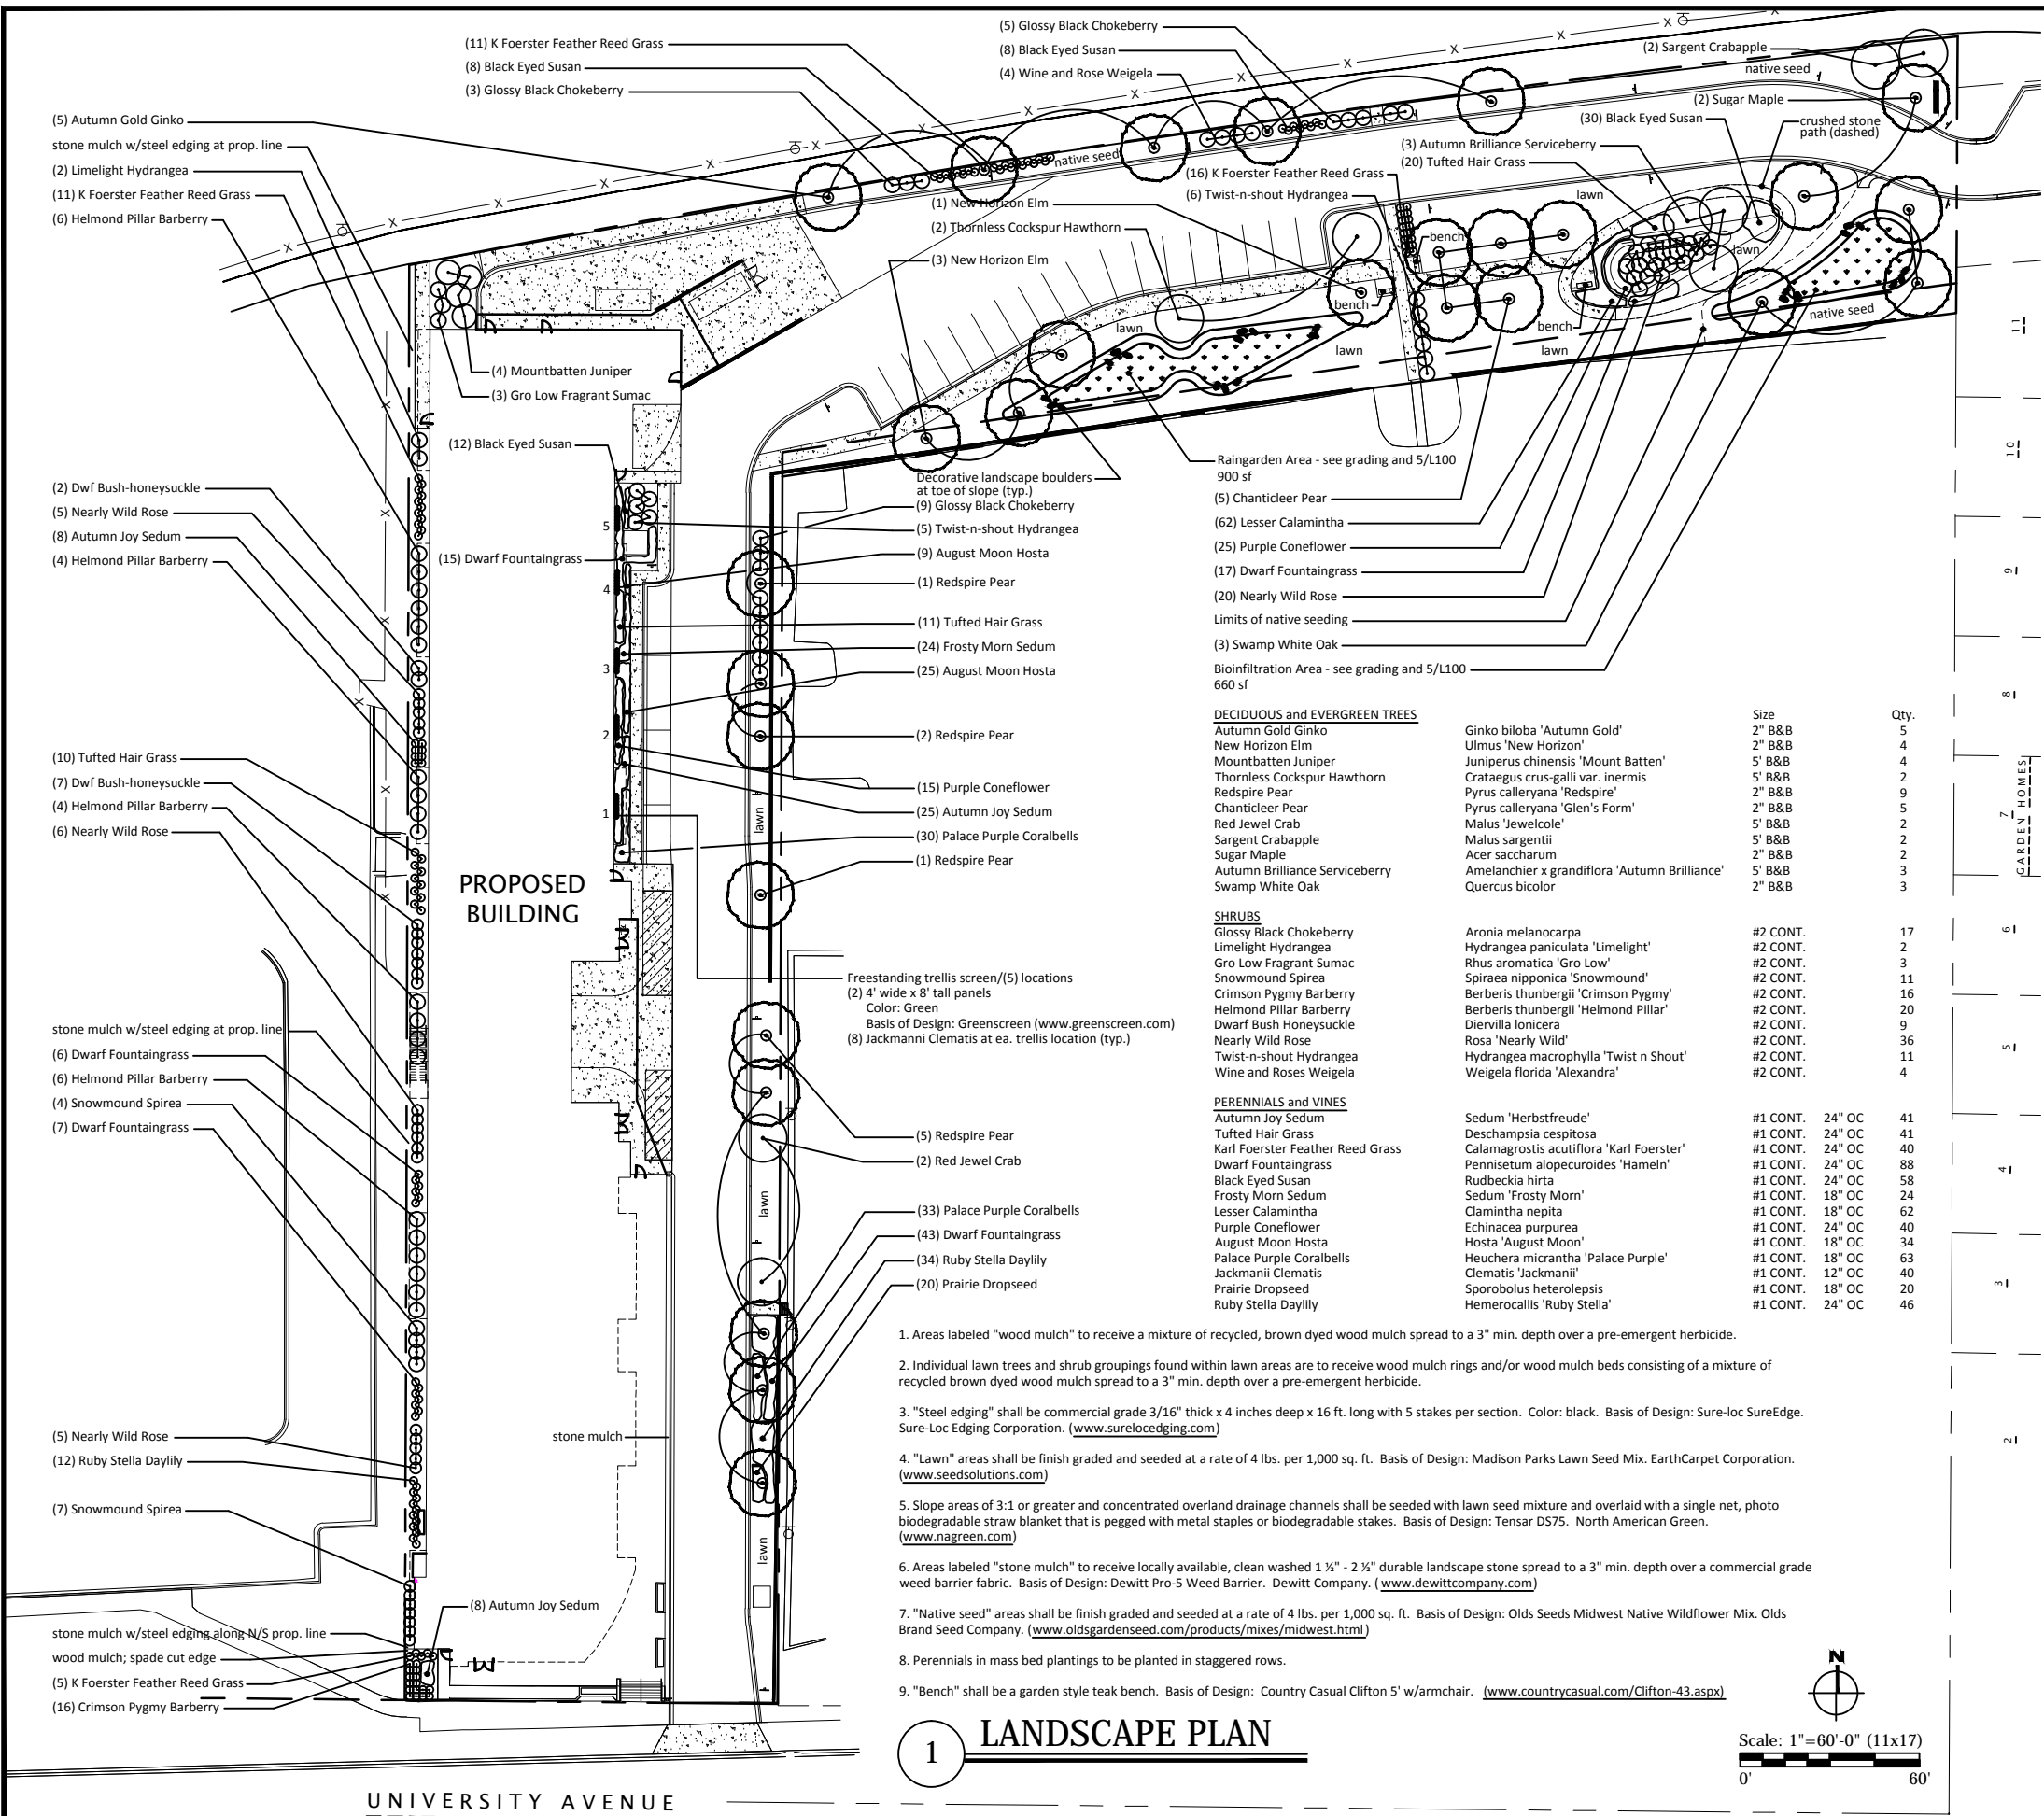 (11) K Foerster Feather Reed Grass
(8) Black Eyed Susan
(3) Glossy Black Chokeberry
(5) Glossy Black Chokeberry
(8) Black Eyed Susan
(4) Wine and Rose Weigela
(2) Sargent Crabapple
native seed
(2) Sugar Maple
(30) Black Eyed Susan
crushed stone
path (dashed)
(3) Autumn Brilliance Serviceberry
(20) Tufted Hair Grass
(16) K Foerster Feather Reed Grass
(6) Twist-n-shout Hydrangea
native seed
(1) New Horizon Elm
(2) Thornless Cockspur Hawthorn
(3) New Horizon Elm
lawn
bench
lawn
bench
bench
lawn
lawn
lawn
native seed
(5) Autumn Gold Ginko
stone mulch w/steel edging at prop. line
(2) Limelight Hydrangea
(11) K Foerster Feather Reed Grass
(6) Helmond Pillar Barberry
(4) Mountbatten Juniper
(3) Gro Low Fragrant Sumac
(12) Black Eyed Susan
(15) Dwarf Fountaingrass
(2) Dwf Bush-honeysuckle
(5) Nearly Wild Rose
(8) Autumn Joy Sedum
(4) Helmond Pillar Barberry
(10) Tufted Hair Grass
(7) Dwf Bush-honeysuckle
(4) Helmond Pillar Barberry
(6) Nearly Wild Rose
stone mulch w/steel edging at prop. line
(6) Dwarf Fountaingrass
(6) Helmond Pillar Barberry
(4) Snowmound Spirea
(7) Dwarf Fountaingrass
(5) Nearly Wild Rose
(12) Ruby Stella Daylily
(7) Snowmound Spirea
stone mulch w/steel edging along N/S prop. line
wood mulch; spade cut edge
(5) K Foerster Feather Reed Grass
(16) Crimson Pygmy Barberry
(8) Autumn Joy Sedum
PROPOSED
BUILDING
stone mulch
5
4
3
2
1
lawn
lawn
lawn
Decorative landscape boulders
at toe of slope (typ.)
(9) Glossy Black Chokeberry
(5) Twist-n-shout Hydrangea
(9) August Moon Hosta
(1) Redspire Pear
(11) Tufted Hair Grass
(24) Frosty Morn Sedum
(25) August Moon Hosta
(2) Redspire Pear
(15) Purple Coneflower
(25) Autumn Joy Sedum
(30) Palace Purple Coralbells
(1) Redspire Pear
Freestanding trellis screen/(5) locations
(2) 4' wide x 8' tall panels
Color: Green
Basis of Design: Greenscreen (www.greenscreen.com)
(8) Jackmanni Clematis at ea. trellis location (typ.)
(5) Redspire Pear
(2) Red Jewel Crab
(33) Palace Purple Coralbells
(43) Dwarf Fountaingrass
(34) Ruby Stella Daylily
(20) Prairie Dropseed
Raingarden Area - see grading and 5/L100
900 sf
(5) Chanticleer Pear
(62) Lesser Calamintha
(25) Purple Coneflower
(17) Dwarf Fountaingrass
(20) Nearly Wild Rose
Limits of native seeding
(3) Swamp White Oak
Bioinfiltration Area - see grading and 5/L100
660 sf
DECIDUOUS and EVERGREEN TREES Size Qty.
Autumn Gold Ginko Ginko biloba 'Autumn Gold' 2" B&B 5
New Horizon Elm Ulmus 'New Horizon' 2" B&B 4
Mountbatten Juniper Juniperus chinensis 'Mount Batten' 5' B&B 4
Thornless Cockspur Hawthorn Crataegus crus-galli var. inermis 5' B&B 2
Redspire Pear Pyrus calleryana 'Redspire' 2" B&B 9
Chanticleer Pear Pyrus calleryana 'Glen's Form' 2" B&B 5
Red Jewel Crab Malus 'Jewelcole' 5' B&B 2
Sargent Crabapple Malus sargentii 5' B&B 2
Sugar Maple Acer saccharum 2" B&B 2
Autumn Brilliance Serviceberry Amelanchier x grandiflora 'Autumn Brilliance' 5' B&B 3
Swamp White Oak Quercus bicolor 2" B&B 3
SHRUBS
Glossy Black Chokeberry Aronia melanocarpa #2 CONT. 17
Limelight Hydrangea Hydrangea paniculata 'Limelight' #2 CONT. 2
Gro Low Fragrant Sumac Rhus aromatica 'Gro Low' #2 CONT. 3
Snowmound Spirea Spiraea nipponica 'Snowmound' #2 CONT. 11
Crimson Pygmy Barberry Berberis thunbergii 'Crimson Pygmy' #2 CONT. 16
Helmond Pillar Barberry Berberis thunbergii 'Helmond Pillar' #2 CONT. 20
Dwarf Bush Honeysuckle Diervilla lonicera #2 CONT. 9
Nearly Wild Rose Rosa 'Nearly Wild' #2 CONT. 36
Twist-n-shout Hydrangea Hydrangea macrophylla 'Twist n Shout' #2 CONT. 11
Wine and Roses Weigela Weigela florida 'Alexandra' #2 CONT. 4
PERENNIALS and VINES
Autumn Joy Sedum Sedum 'Herbstfreude' #1 CONT. 24" OC 41
Tufted Hair Grass Deschampsia cespitosa #1 CONT. 24" OC 41
Karl Foerster Feather Reed Grass Calamagrostis acutiflora 'Karl Foerster' #1 CONT. 24" OC 40
Dwarf Fountaingrass Pennisetum alopecuroides 'Hameln' #1 CONT. 24" OC 88
Black Eyed Susan Rudbeckia hirta #1 CONT. 24" OC 58
Frosty Morn Sedum Sedum 'Frosty Morn' #1 CONT. 18" OC 24
Lesser Calamintha Clamintha nepita #1 CONT. 18" OC 62
Purple Coneflower Echinacea purpurea #1 CONT. 24" OC 40
August Moon Hosta Hosta 'August Moon' #1 CONT. 18" OC 34
Palace Purple Coralbells Heuchera micrantha 'Palace Purple' #1 CONT. 18" OC 63
Jackmanii Clematis Clematis 'Jackmanii' #1 CONT. 12" OC 40
Prairie Dropseed Sporobolus heterolepsis #1 CONT. 18" OC 20
Ruby Stella Daylily Hemerocallis 'Ruby Stella' #1 CONT. 24" OC 46
1. Areas labeled "wood mulch" to receive a mixture of recycled, brown dyed wood mulch spread to a 3" min. depth over a pre-emergent herbicide.
2. Individual lawn trees and shrub groupings found within lawn areas are to receive wood mulch rings and/or wood mulch beds consisting of a mixture of
recycled brown dyed wood mulch spread to a 3" min. depth over a pre-emergent herbicide.
3. "Steel edging" shall be commercial grade 3/16" thick x 4 inches deep x 16 ft. long with 5 stakes per section. Color: black. Basis of Design: Sure-loc SureEdge.
Sure-Loc Edging Corporation. (www.surelocedging.com)
4. "Lawn" areas shall be finish graded and seeded at a rate of 4 lbs. per 1,000 sq. ft. Basis of Design: Madison Parks Lawn Seed Mix. EarthCarpet Corporation.
(www.seedsolutions.com)
5. Slope areas of 3:1 or greater and concentrated overland drainage channels shall be seeded with lawn seed mixture and overlaid with a single net, photo
biodegradable straw blanket that is pegged with metal staples or biodegradable stakes. Basis of Design: Tensar DS75. North American Green.
(www.nagreen.com)
6. Areas labeled "stone mulch" to receive locally available, clean washed 1 ½" - 2 ½" durable landscape stone spread to a 3" min. depth over a commercial grade
weed barrier fabric. Basis of Design: Dewitt Pro-5 Weed Barrier. Dewitt Company. ( www.dewittcompany.com)
7. "Native seed" areas shall be finish graded and seeded at a rate of 4 lbs. per 1,000 sq. ft. Basis of Design: Olds Seeds Midwest Native Wildflower Mix. Olds
Brand Seed Company. (www.oldsgardenseed.com/products/mixes/midwest.html)
8. Perennials in mass bed plantings to be planted in staggered rows.
9. "Bench" shall be a garden style teak bench. Basis of Design: Country Casual Clifton 5' w/armchair. (www.countrycasual.com/Clifton-43.aspx)
11
10
9
8
7
GARDEN HOMES
6
5
4
3
2
1 LANDSCAPE PLAN
N
Scale: 1"=60'-0" (11x17)
0' 60'
UNIVERSITY AVENUE